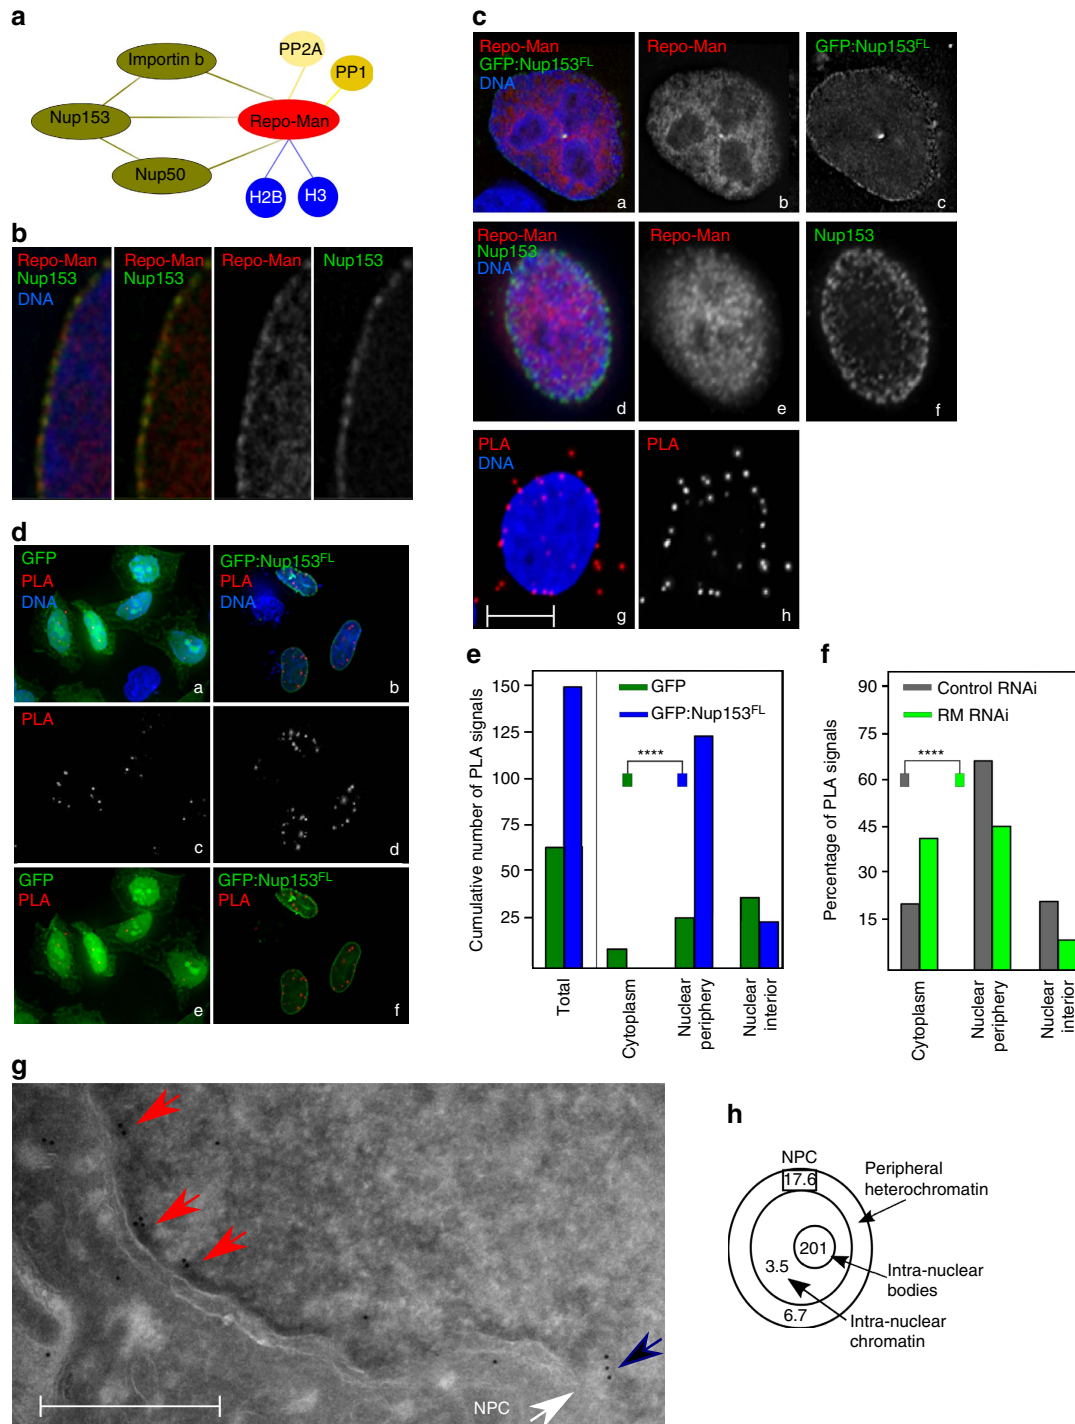 a
Importin b
PP2A
PP1
Nup153
Repo-Man
Nup50
H2B
H3
b
Repo-Man
Nup153
DNA
Repo-Man
Nup153
Repo-Man
Nup153
c
Repo-Man
GFP:Nup153FL
DNA
a
Repo-Man
b
GFP:Nup153FL
c
Repo-Man
Nup153
DNA
d
Repo-Man
e
Nup153
f
PLA
DNA
g
PLA
h
d
GFP
PLA
DNA
a
GFP:Nup153FL
PLA
DNA
b
PLA
c
d
GFP
PLA
e
GFP:Nup153FL
PLA
f
e
Cumulative number of PLA signals
150
125
100
75
50
25
GFP
GFP:Nup153FL
****
Total
Cytoplasm
Nuclear
periphery
Nuclear
interior
f
Percentage of PLA signals
90
75
60
45
30
15
Control RNAi
RM RNAi
****
Cytoplasm
Nuclear
periphery
Nuclear
interior
g
NPC
h
NPC
17.6
Peripheral
heterochromatin
201
3.5
Intra-nuclear
bodies
6.7
Intra-nuclear
chromatin